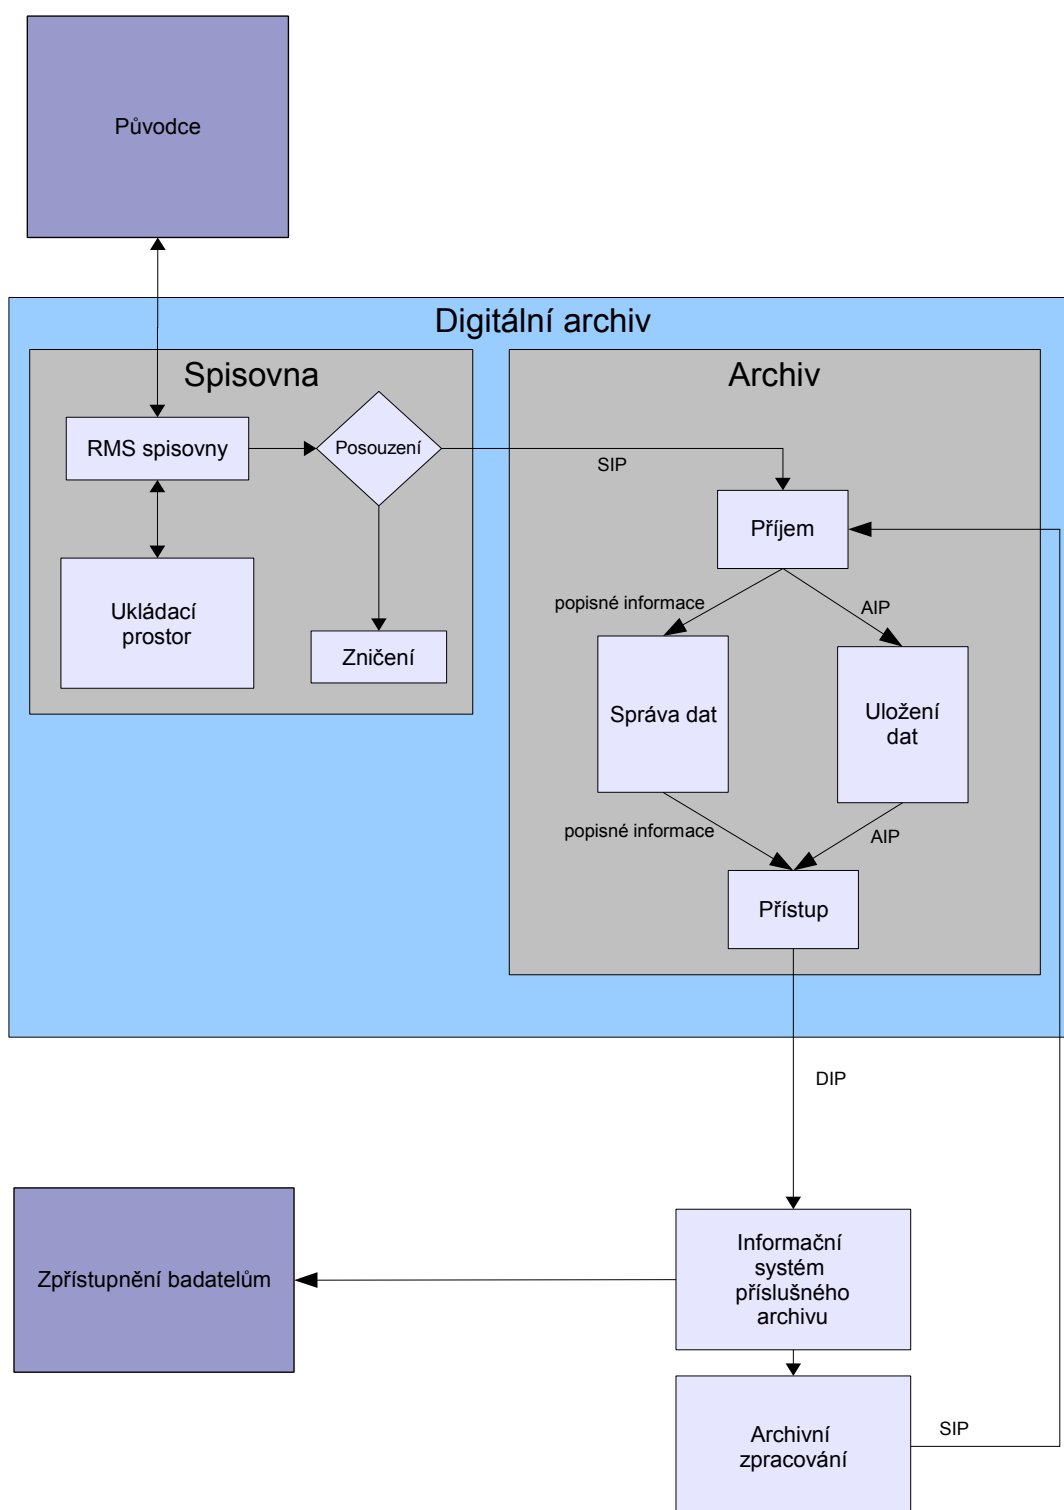 Původce
Digitální archiv
Spisovna
Archiv
RMS spisovny
Posouzení
SIP
Příjem
Ukládací
prostor
Zničení
popisné informace
AIP
Správa dat
Uložení
dat
popisné informace
AIP
Přístup
DIP
Zpřístupnění badatelům
Informační
systém
příslušného
archivu
Archivní
zpracování
SIP